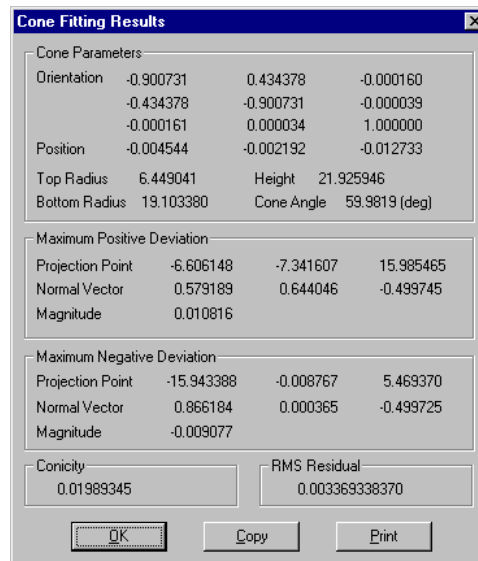 Cone Fitting Results
Cone Parameters
Orientation -0.900731 0.434378 -0.000160
-0.434378 -0.900731 -0.000039
-0.000161 0.000034 1.000000
Position -0.004544 -0.002192 -0.012733
Top Radius 6.449041 Height 21.925946
Bottom Radius 19.103380 Cone Angle 59.9819 (deg)
Maximum Positive Deviation
Projection Point -6.606148 -7.341607 15.985465
Normal Vector 0.579189 0.644046 -0.499745
Magnitude 0.010816
Maximum Negative Deviation
Projection Point -15.943388 -0.008767 5.469370
Normal Vector 0.866184 0.000365 -0.499725
Magnitude -0.009077
Conicity RMS Residual
0.01989345 0.003369338370
OK Copy Print